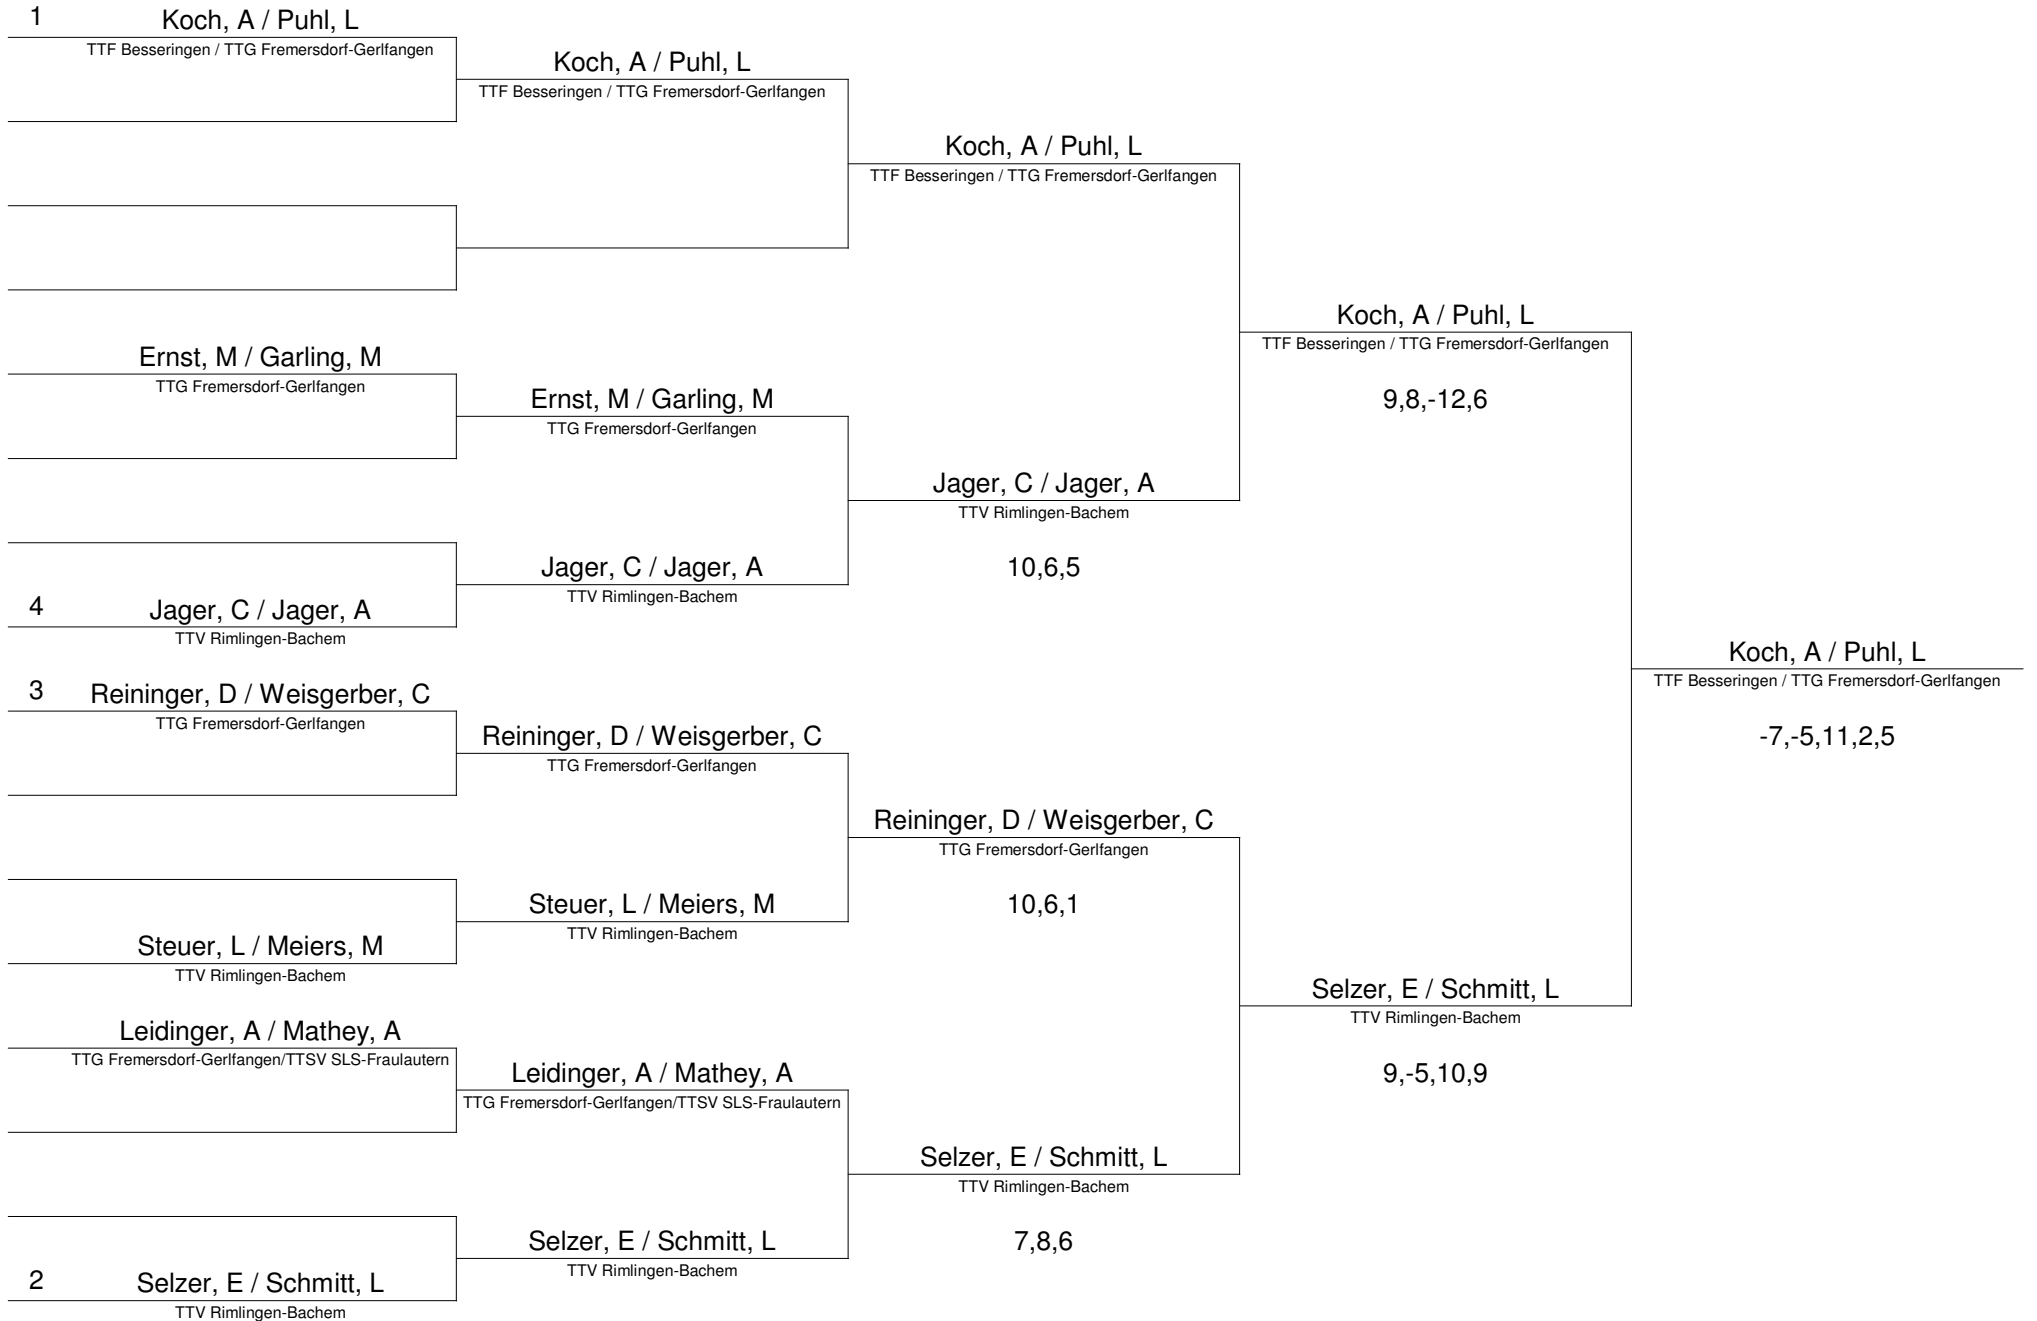 1 Koch, A / Puhl, L
TTF Besseringen / TTG Fremersdorf-Gerlfangen
Koch, A / Puhl, L
TTF Besseringen / TTG Fremersdorf-Gerlfangen
Koch, A / Puhl, L
TTF Besseringen / TTG Fremersdorf-Gerlfangen
Koch, A / Puhl, L
TTF Besseringen / TTG Fremersdorf-Gerlfangen
9,8,-12,6
Ernst, M / Garling, M
TTG Fremersdorf-Gerlfangen
Ernst, M / Garling, M
TTG Fremersdorf-Gerlfangen
Jager, C / Jager, A
TTV Rimlingen-Bachem
10,6,5
Jager, C / Jager, A
TTV Rimlingen-Bachem
4 Jager, C / Jager, A
TTV Rimlingen-Bachem
Koch, A / Puhl, L
TTF Besseringen / TTG Fremersdorf-Gerlfangen
-7,-5,11,2,5
3 Reininger, D / Weisgerber, C
TTG Fremersdorf-Gerlfangen
Reininger, D / Weisgerber, C
TTG Fremersdorf-Gerlfangen
Reininger, D / Weisgerber, C
TTG Fremersdorf-Gerlfangen
10,6,1
Steuer, L / Meiers, M
TTV Rimlingen-Bachem
Steuer, L / Meiers, M
TTV Rimlingen-Bachem
Selzer, E / Schmitt, L
TTV Rimlingen-Bachem
9,-5,10,9
Leidinger, A / Mathey, A
TTG Fremersdorf-Gerlfangen/TTSV SLS-Fraulautern
Leidinger, A / Mathey, A
TTG Fremersdorf-Gerlfangen/TTSV SLS-Fraulautern
Selzer, E / Schmitt, L
TTV Rimlingen-Bachem
7,8,6
Selzer, E / Schmitt, L
TTV Rimlingen-Bachem
2 Selzer, E / Schmitt, L
TTV Rimlingen-Bachem